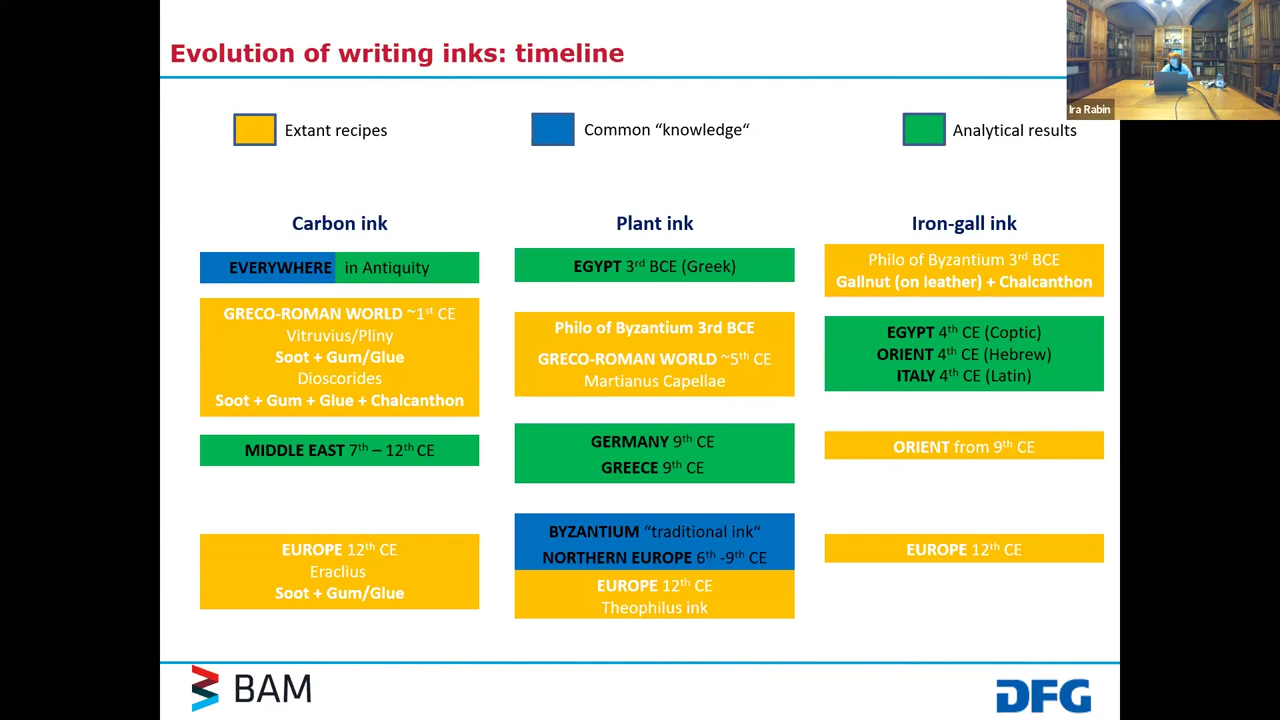 Evolution of writing inks: timeline
Ira Rabin
Extant recipes
Common “knowledge“
Analytical results
Carbon ink
EVERYWHERE in Antiquity
GRECO-ROMAN WORLD ~1st CE
Vitruvius/Pliny
Soot + Gum/Glue
Dioscorides
Soot + Gum + Glue + Chalcanthon
MIDDLE EAST 7th – 12th CE
EUROPE 12th CE
Eraclius
Soot + Gum/Glue
Plant ink
EGYPT 3rd BCE (Greek)
Philo of Byzantium 3rd BCE
GRECO-ROMAN WORLD ~5th CE
Martianus Capellae
GERMANY 9th CE
GREECE 9th CE
BYZANTIUM “traditional ink“
NORTHERN EUROPE 6th -9th CE
EUROPE 12th CE
Theophilus ink
Iron-gall ink
Philo of Byzantium 3rd BCE
Gallnut (on leather) + Chalcanthon
EGYPT 4th CE (Coptic)
ORIENT 4th CE (Hebrew)
ITALY 4th CE (Latin)
ORIENT from 9th CE
EUROPE 12th CE
BAM
DFG